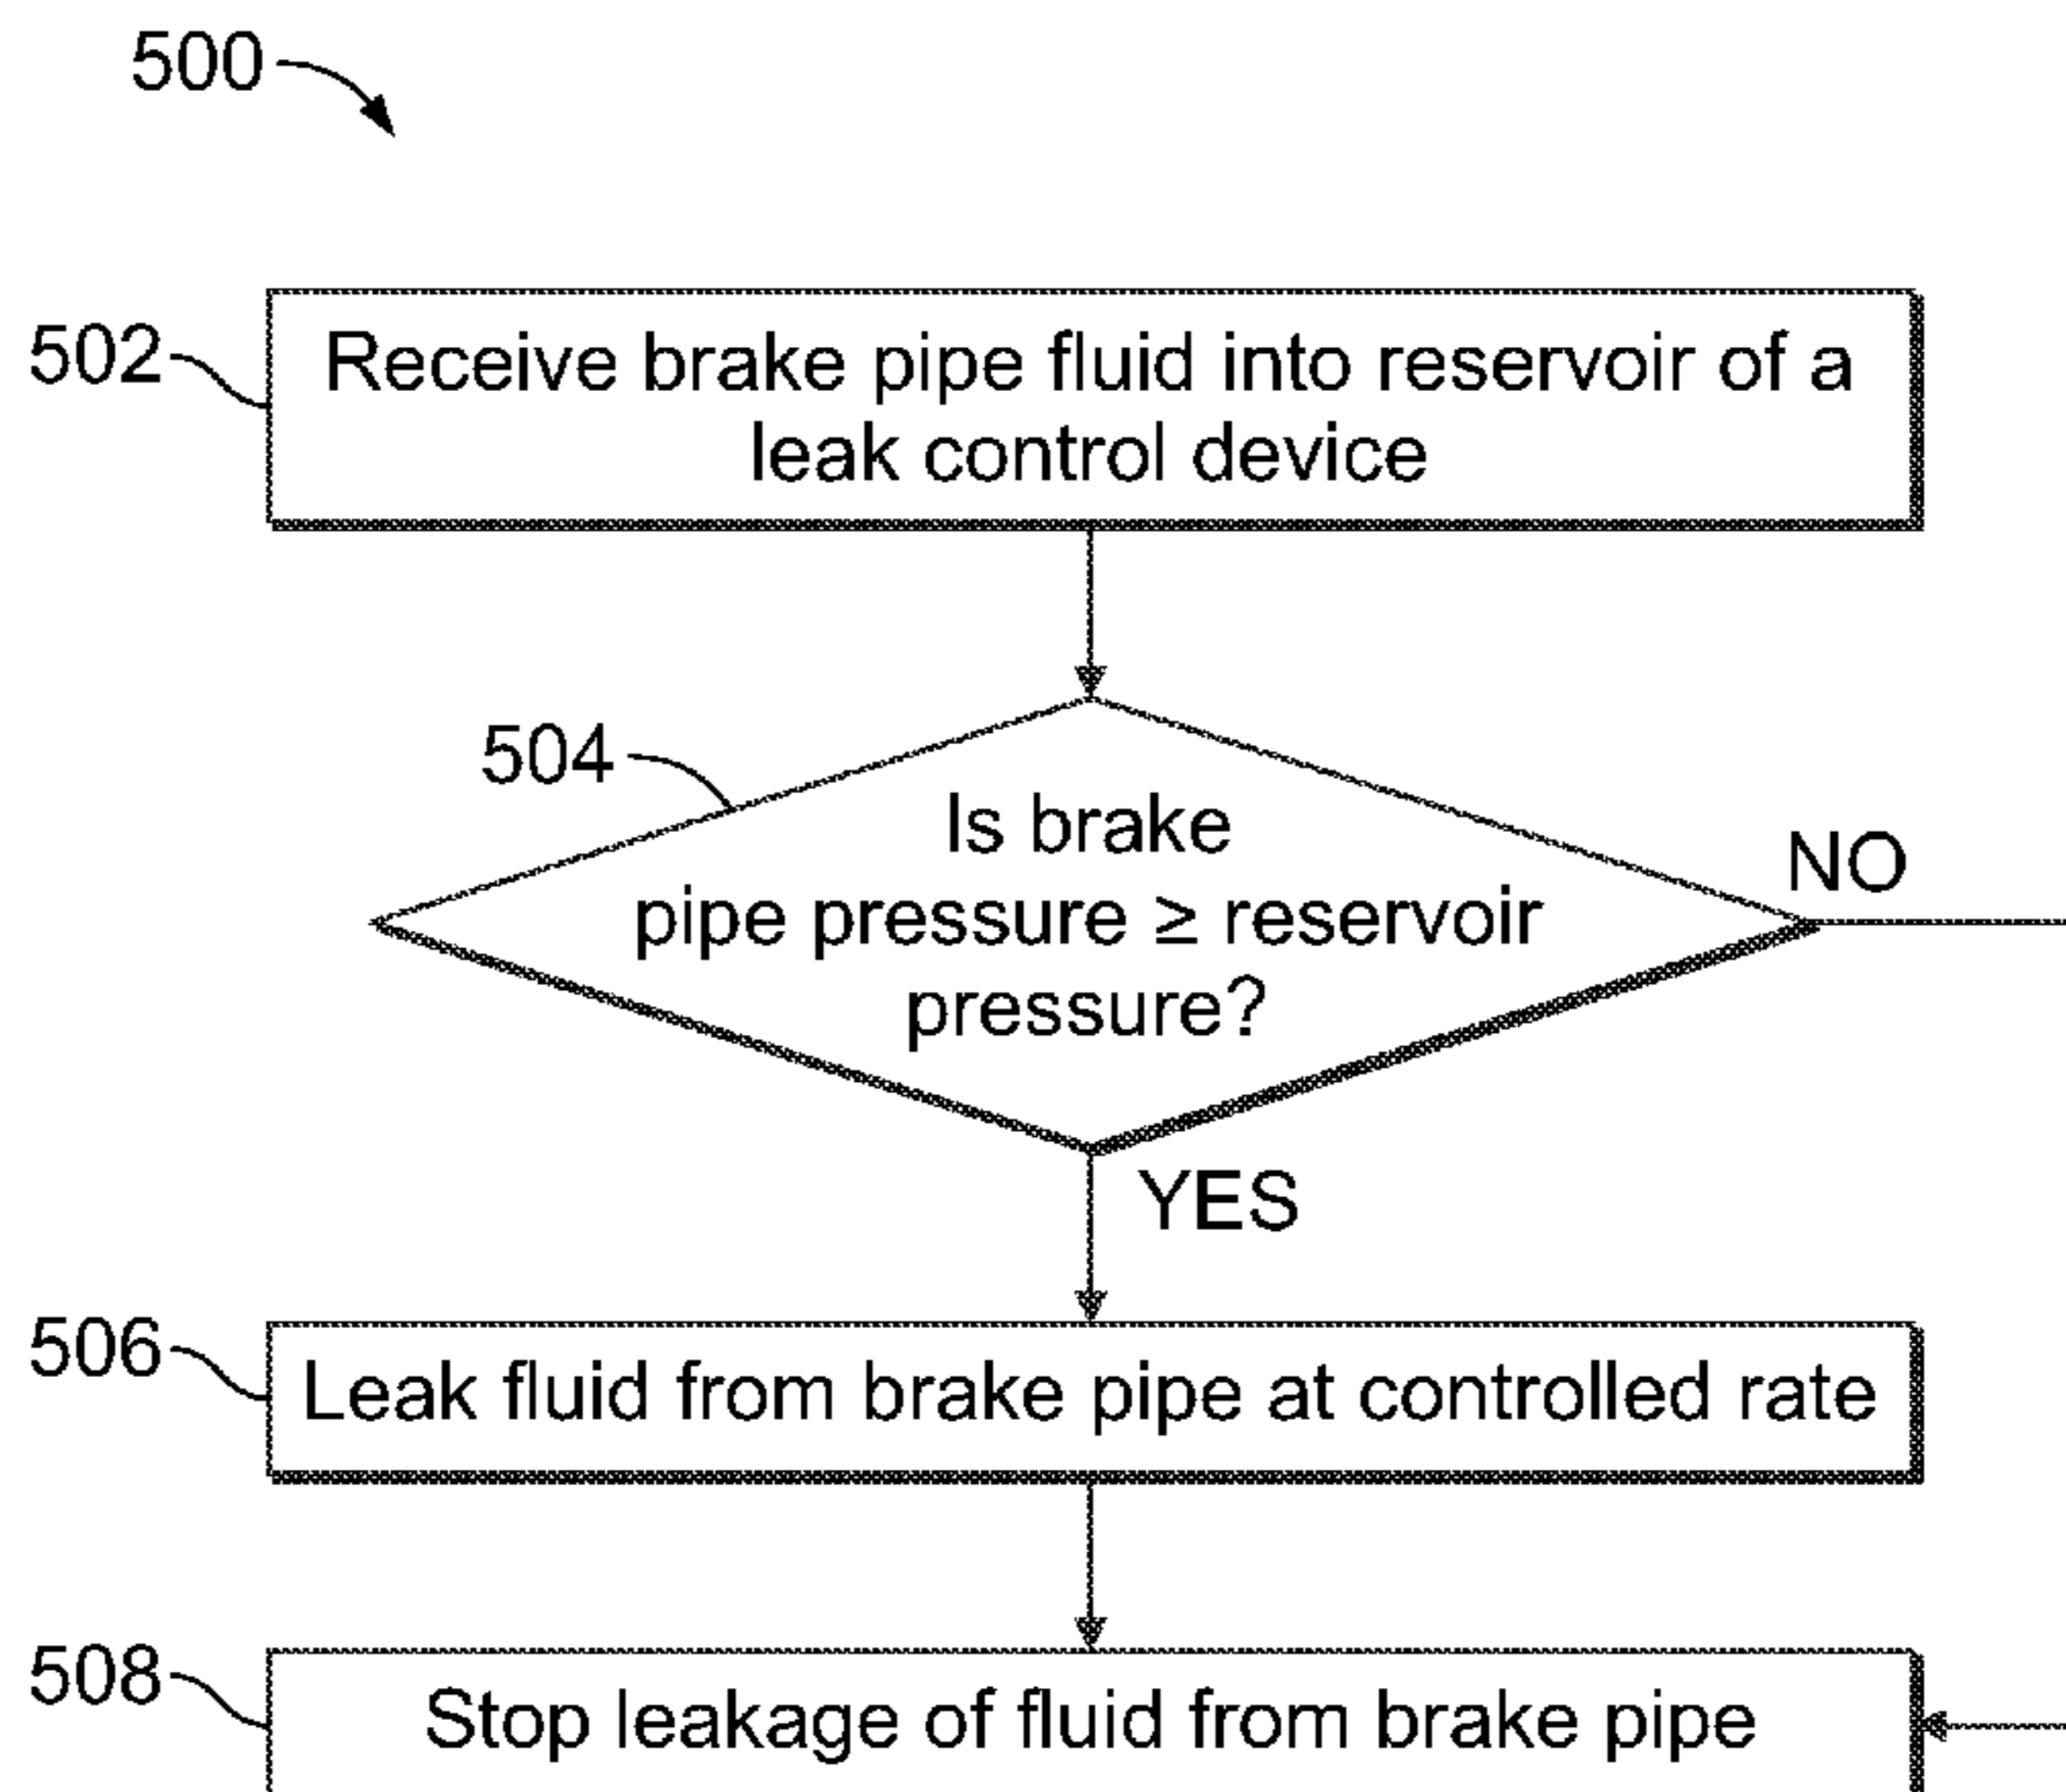 500
502
Receive brake pipe fluid into reservoir of a
leak control device
504
Is brake
pipe pressure ≥ reservoir
pressure?
NO
YES
506
Leak fluid from brake pipe at controlled rate
508
Stop leakage of fluid from brake pipe